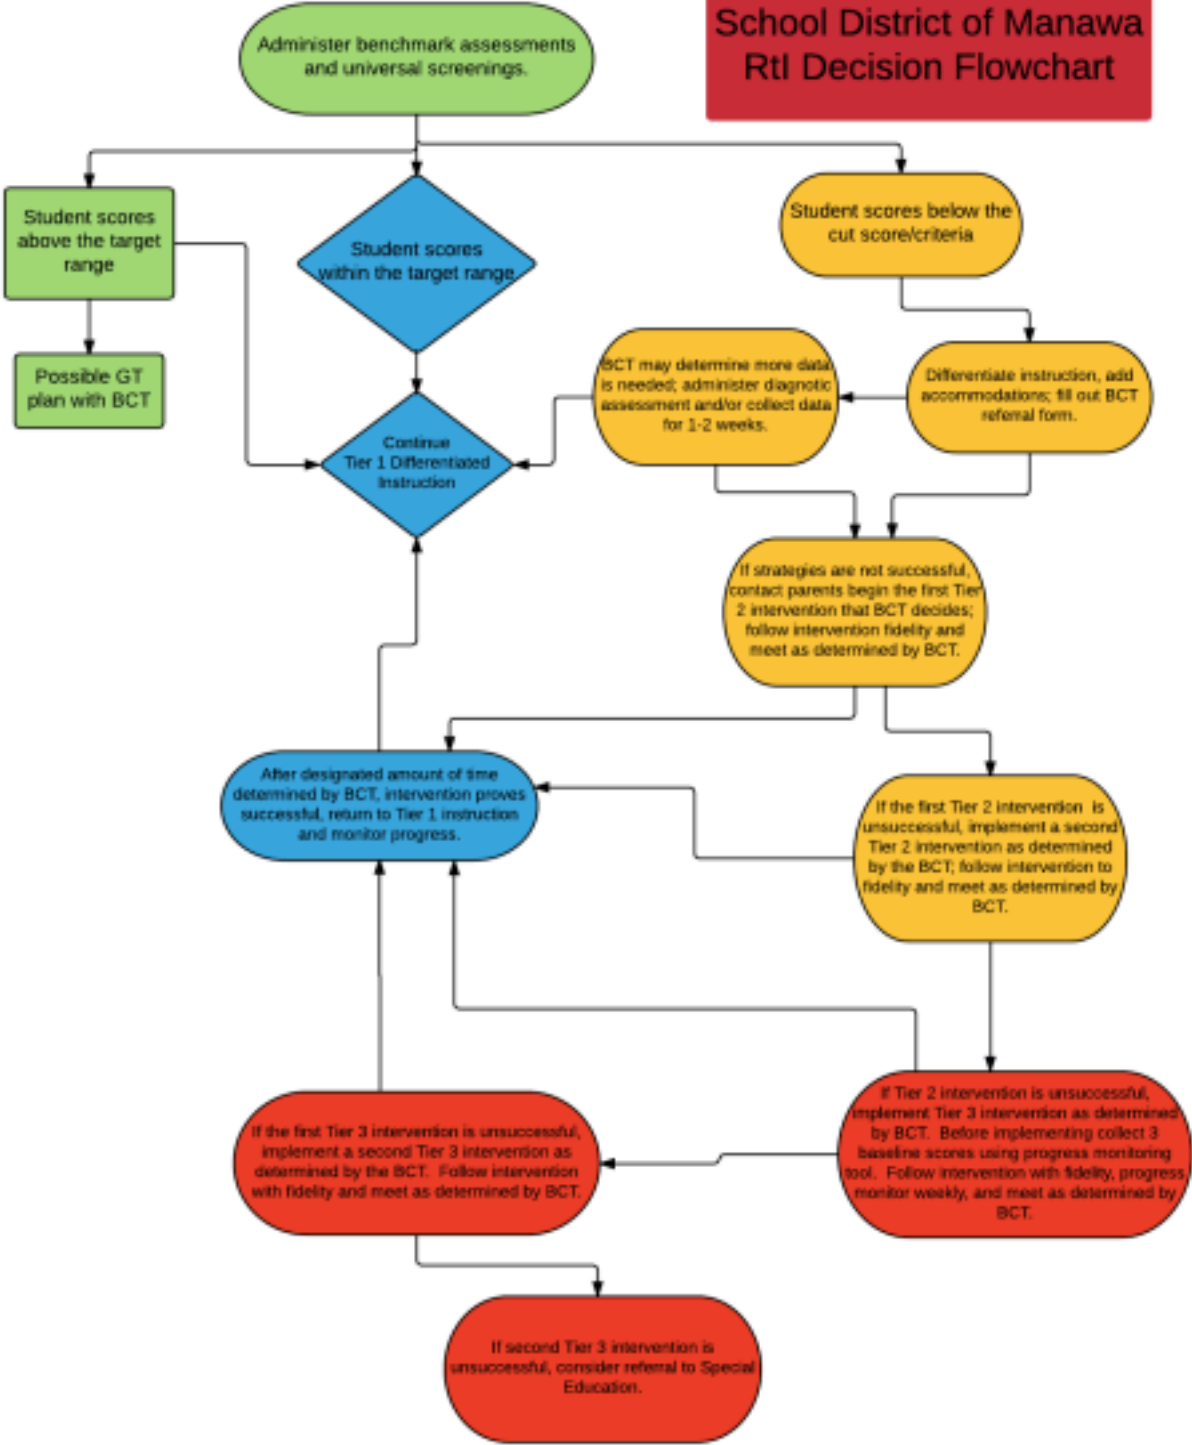 School District of Manawa
RtI Decision Flowchart
Administer benchmark assessments
and universal screenings.
Student scores
above the target
range
Student scores
within the target range
Student scores below the
cut score/criteria
Possible GT
plan with BCT
BCT may determine more data
is needed; administer diagnostic
assessment and/or collect data
for 1-2 weeks.
Differentiate instruction, add
accommodations; fill out BCT
referral form.
Continue
Tier 1 Differentiated
Instruction
If strategies are not successful,
contact parents begin the first Tier
2 intervention that BCT decides;
follow intervention fidelity and
meet as determined by BCT.
After designated amount of time
determined by BCT, intervention proves
successful, return to Tier 1 instruction
and monitor progress.
If the first Tier 2 intervention is
unsuccessful, implement a second
Tier 2 intervention as determined
by the BCT; follow intervention to
fidelity and meet as determined by
BCT.
If the first Tier 3 intervention is unsuccessful,
implement a second Tier 3 intervention as
determined by the BCT. Follow intervention
with fidelity and meet as determined by BCT.
If Tier 2 intervention is unsuccessful,
implement Tier 3 intervention as determined
by BCT. Before implementing collect 3
baseline scores using progress monitoring
tool. Follow intervention with fidelity, progress
monitor weekly, and meet as determined by
BCT.
If second Tier 3 intervention is
unsuccessful, consider referral to Special
Education.